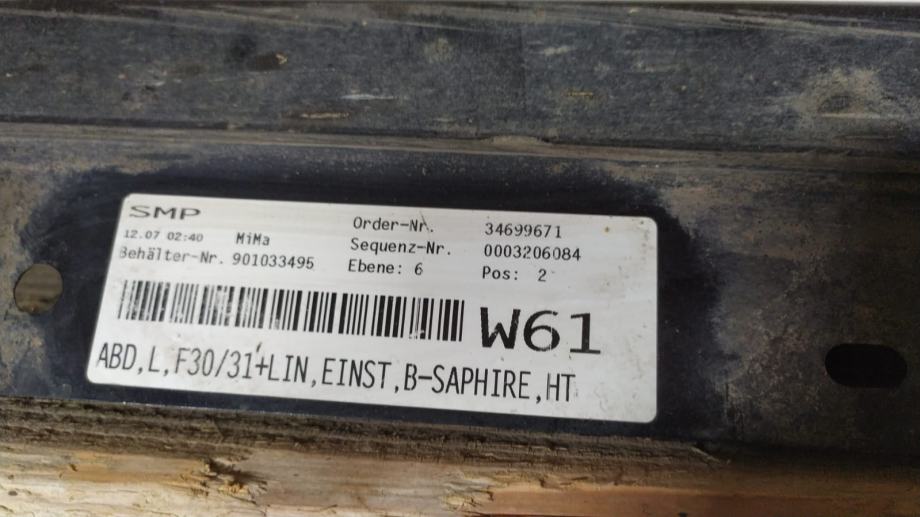 SMP
12.07 02:40 MiMa
Order-Nr. 34699671
Sequenz-Nr. 0003206084
Behälter-Nr. 901033495 Ebene: 6 Pos: 2
W61
ABD,L,F30/31+LIN,EINST,B-SAPHIRE,HT